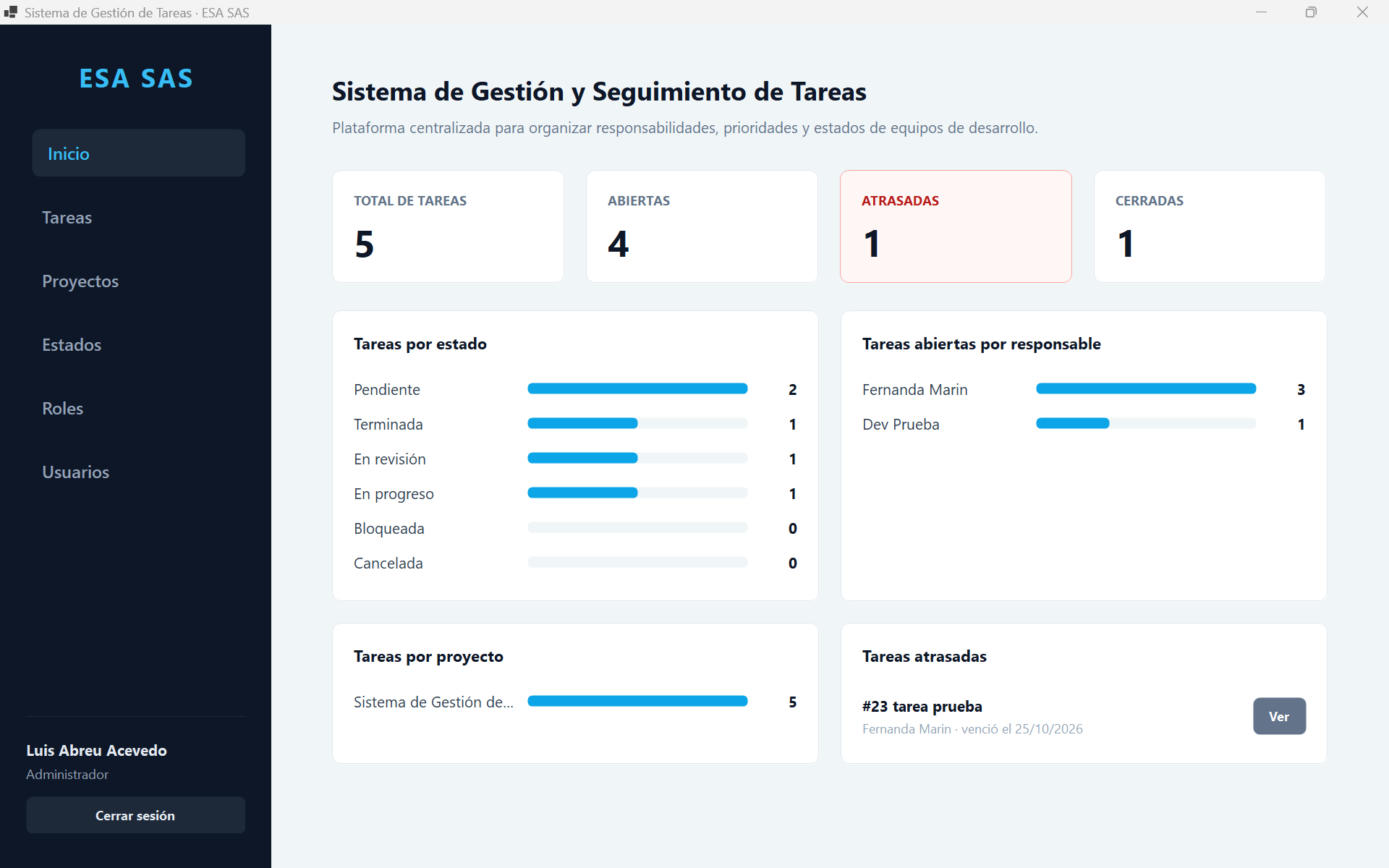 Sistema de Gestión de Tareas · ESA SAS
ESA SAS
Inicio
Tareas
Proyectos
Estados
Roles
Usuarios
Luis Abreu Acevedo
Administrador
Cerrar sesión
Sistema de Gestión y Seguimiento de Tareas
Plataforma centralizada para organizar responsabilidades, prioridades y estados de equipos de desarrollo.
TOTAL DE TAREAS
5
ABIERTAS
4
ATRASADAS
1
CERRADAS
1
Tareas por estado
Pendiente 2
Terminada 1
En revisión 1
En progreso 1
Bloqueada 0
Cancelada 0
Tareas abiertas por responsable
Fernanda Marin 3
Dev Prueba 1
Tareas por proyecto
Sistema de Gestión de... 5
Tareas atrasadas
#23 tarea prueba
Fernanda Marin · venció el 25/10/2026
Ver